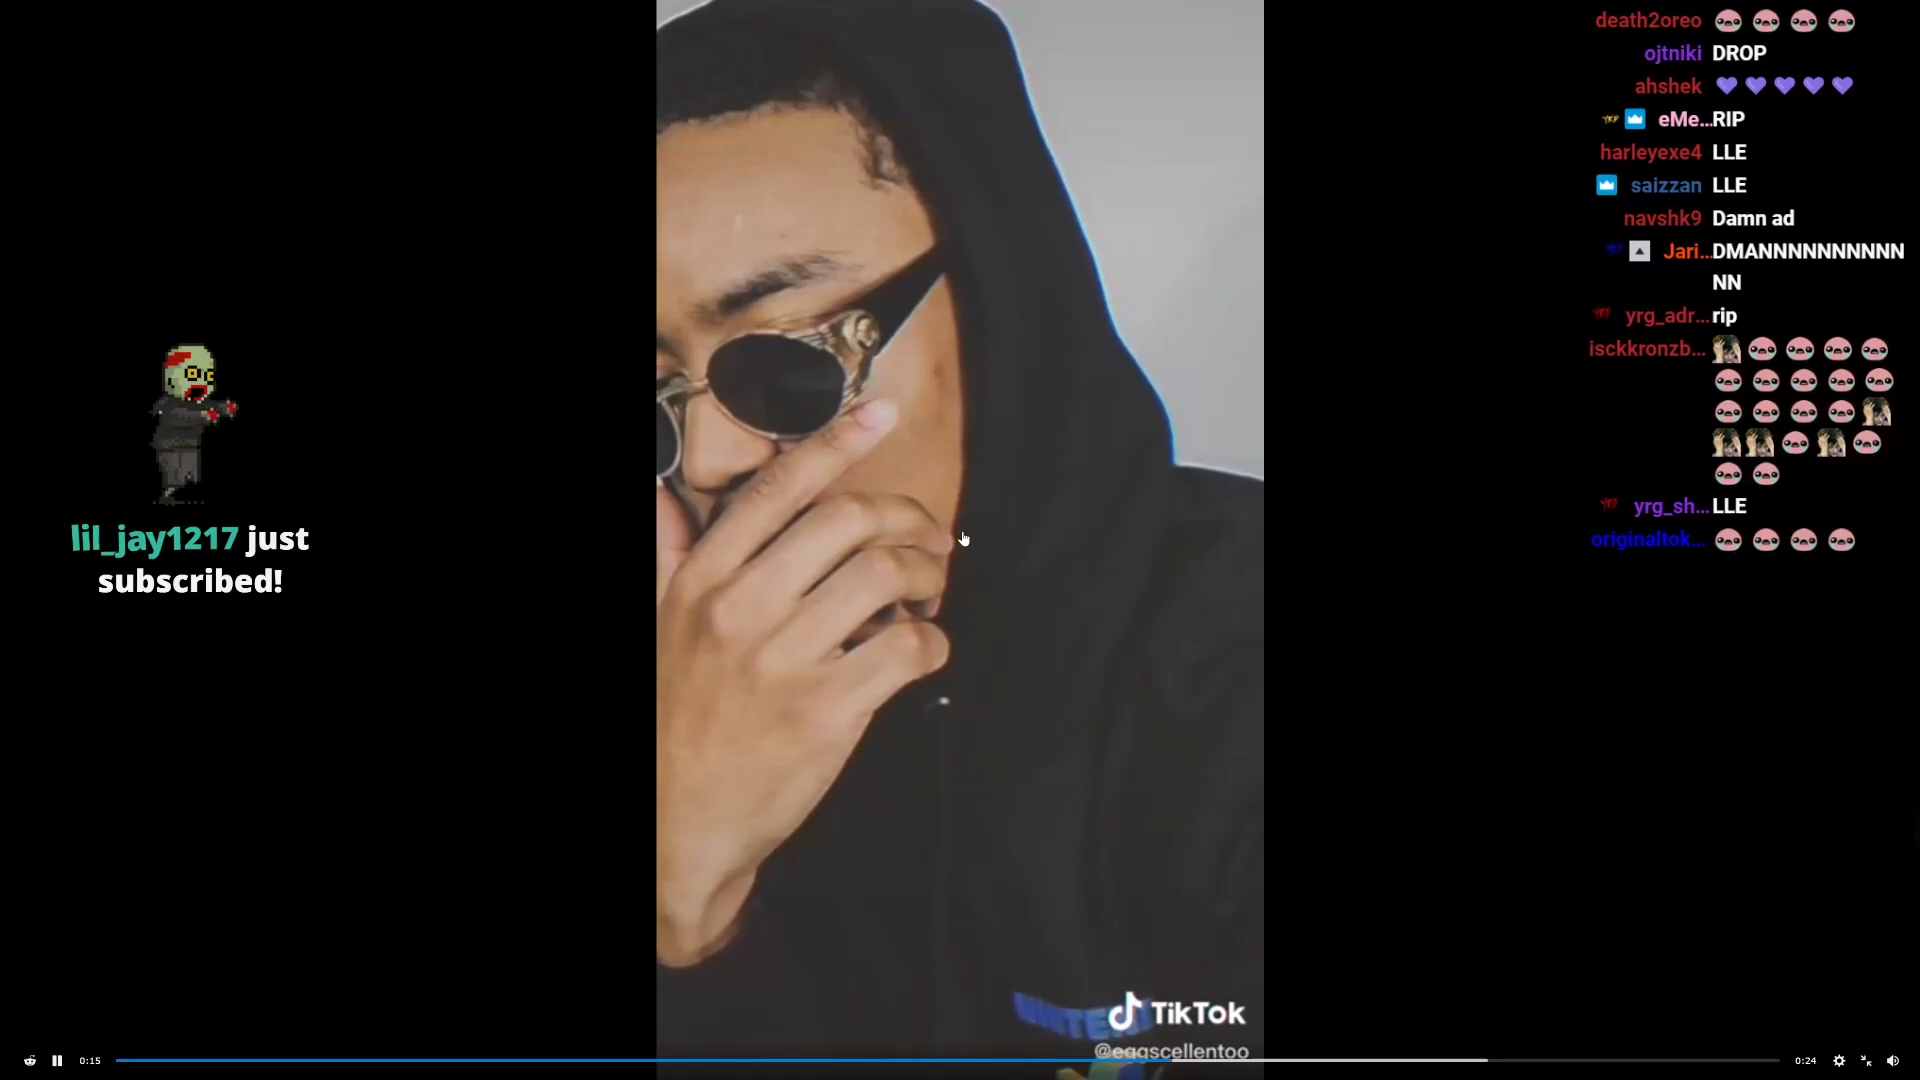 death2oreo
ojtniki DROP
ahshek
eMe... RIP
harleyexe4 LLE
saizzan LLE
navshk9 Damn ad
Jari... DMANNNNNNNNNN
NN
yrg_adr... rip
isckkronzb...
yrg_sh... LLE
originaltok...
lil_jay1217 just
subscribed!
TikTok
@eggscellentoo
0:15
0:24